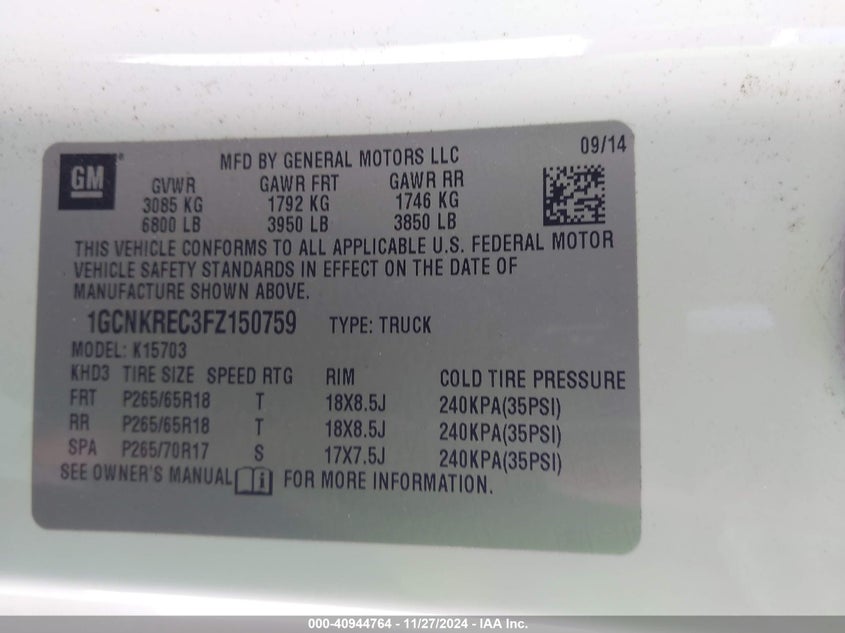 GM
MFD BY GENERAL MOTORS LLC
09/14
GVWR GAWR FRT GAWR RR
3085 KG 1792 KG 1746 KG
6800 LB 3950 LB 3850 LB
THIS VEHICLE CONFORMS TO ALL APPLICABLE U.S. FEDERAL MOTOR
VEHICLE SAFETY STANDARDS IN EFFECT ON THE DATE OF
MANUFACTURE SHOWN ABOVE.
1GCNKREC3FZ150759 TYPE: TRUCK
MODEL: K15703
KHD3 TIRE SIZE SPEED RTG RIM COLD TIRE PRESSURE
FRT P265/65R18 T 18X8.5J 240KPA(35PSI)
RR P265/65R18 T 18X8.5J 240KPA(35PSI)
SPA P265/70R17 S 17X7.5J 240KPA(35PSI)
SEE OWNER'S MANUAL i FOR MORE INFORMATION.
000-40944764 - 11/27/2024 - IAA Inc.